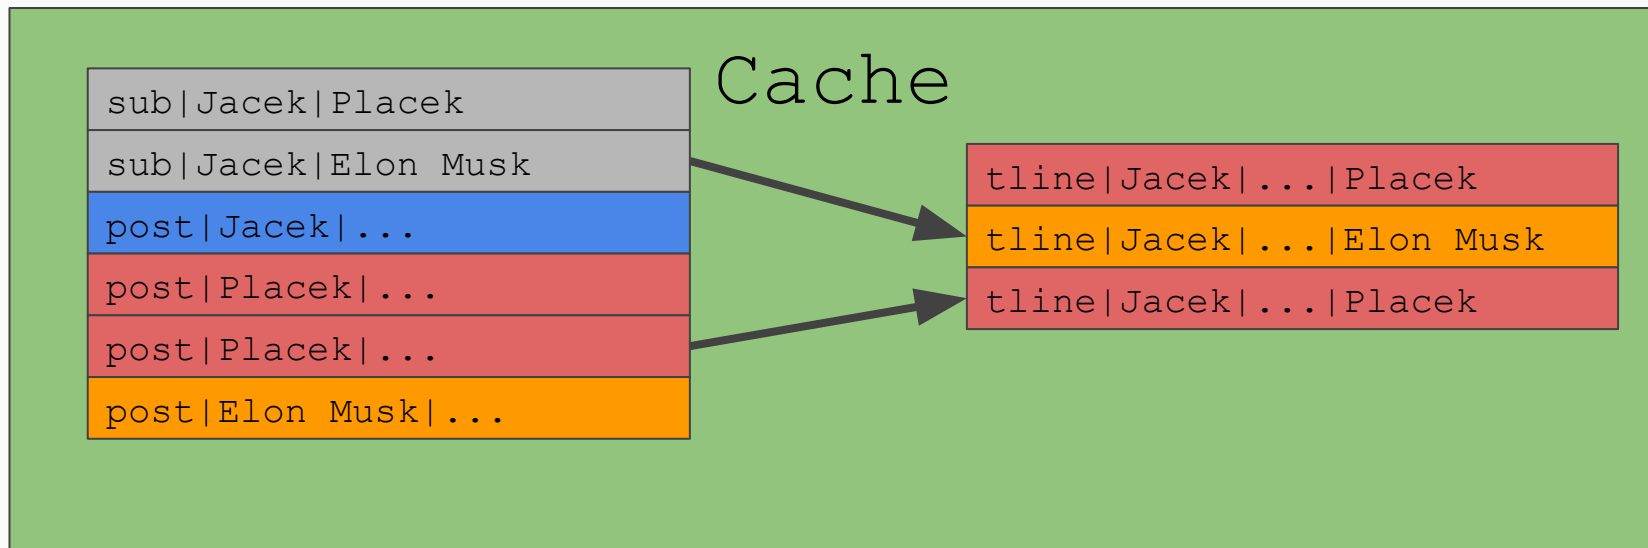 Cache
sub|Jacek|Placek
sub|Jacek|Elon Musk
post|Jacek|...
post|Placek|...
post|Placek|...
post|Elon Musk|...
tline|Jacek|...|Placek
tline|Jacek|...|Elon Musk
tline|Jacek|...|Placek